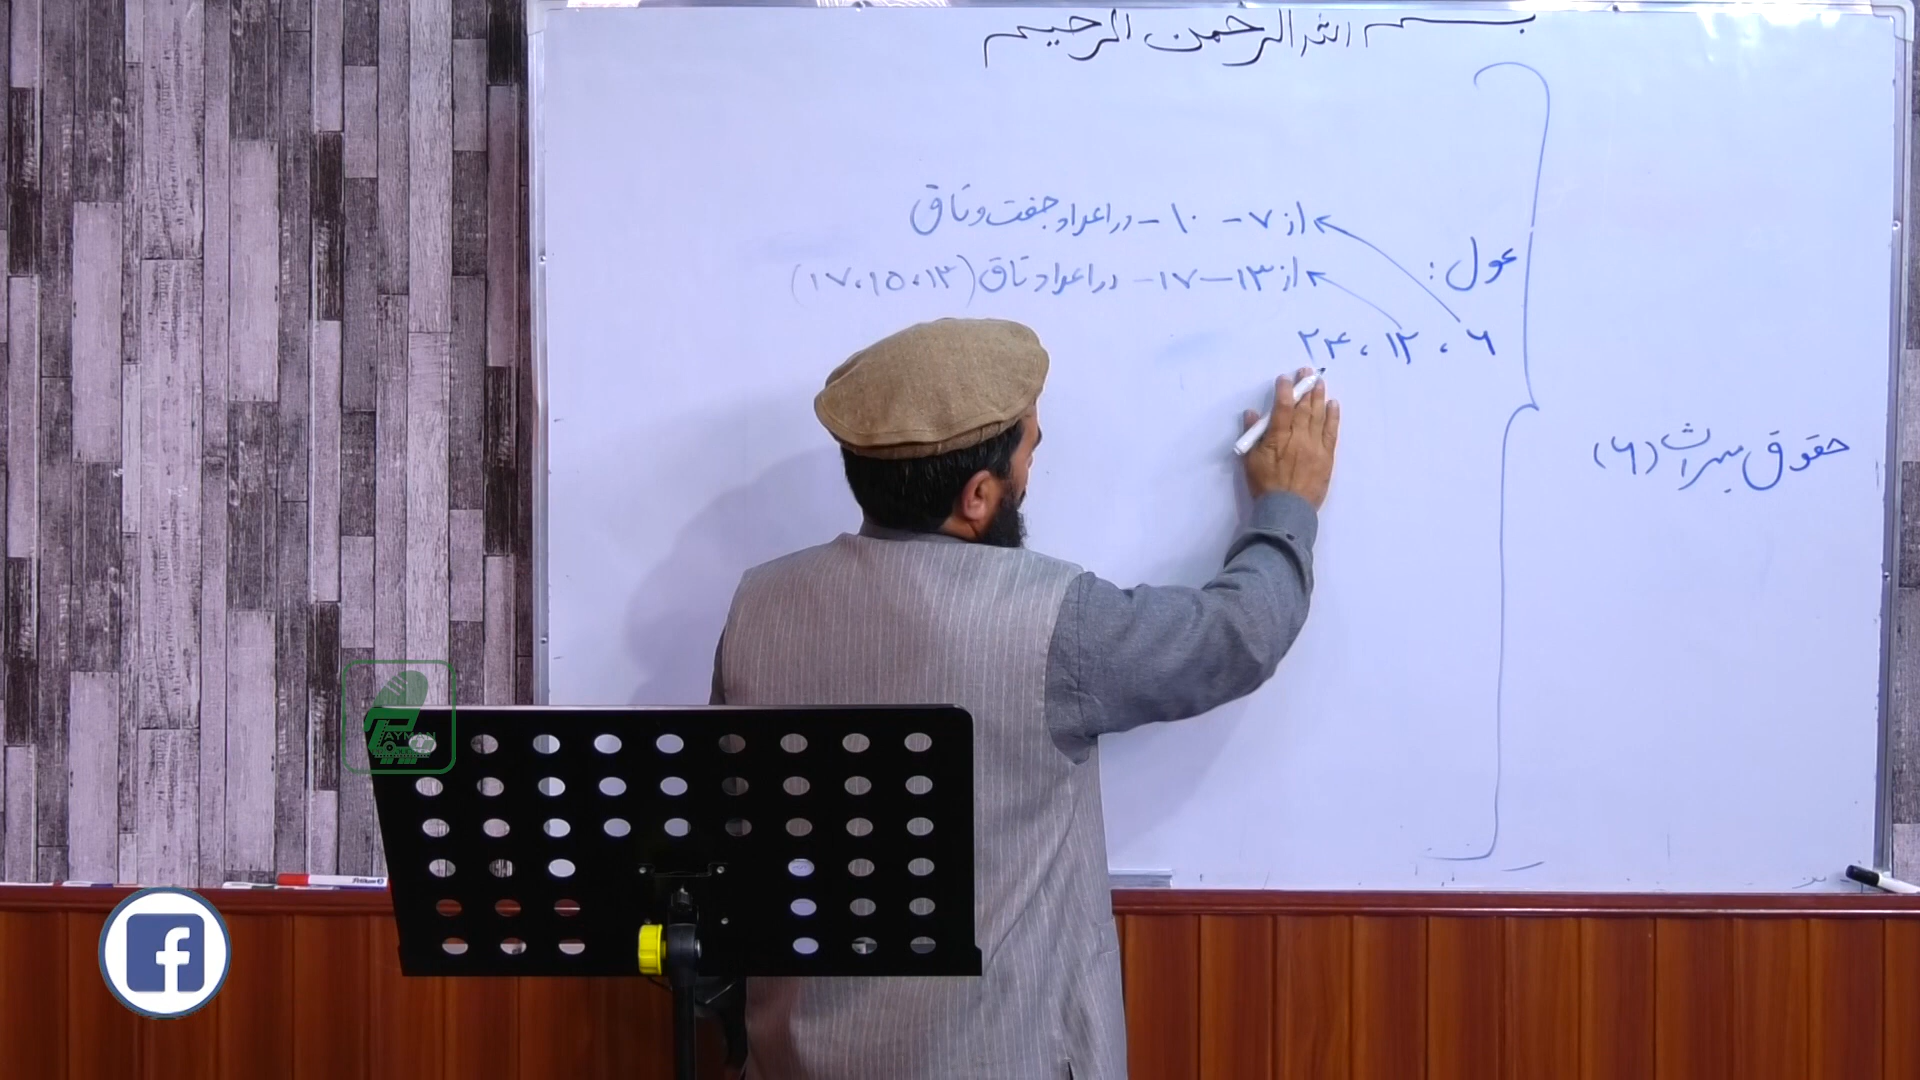 بسم الله الرحمن الرحیم
از ۷ – ۱۰ – در اعداد جفت و تاق
عول:
از ۱۳ – ۱۷ – در اعداد تاق (۱۳، ۱۵، ۱۷)
۶ ، ۱۲ ، ۲۴
حقوق میراث (۶)
PAYMAN